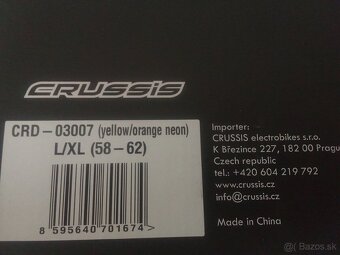 CRUSSIS
CRD-03007 (yellow/orange neon)
L/XL (58-62)
8 595640 701674 >
Importer:
CRUSSIS electrobikes s.r.o.
K Březince 227, 182 00 Prague
Czech republic
tel.: +420 604 219 792
www.crussis.cz
info@crussis.cz
Made in China
© Bazos.sk